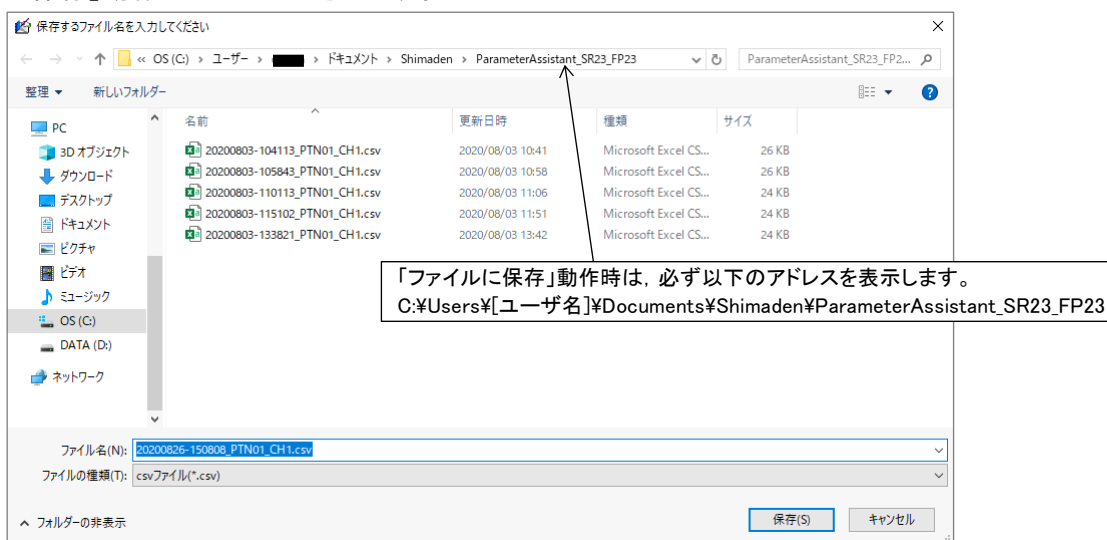 保存するファイル名を入力してください
« OS (C:) › ユーザー › › ドキュメント › Shimaden › ParameterAssistant_SR23_FP23
ParameterAssistant_SR23_FP2...
整理 新しいフォルダー
名前 更新日時 種類 サイズ
PC
3D オブジェクト
ダウンロード
デスクトップ
ドキュメント
ピクチャ
ビデオ
ミュージック
OS (C:)
DATA (D:)
ネットワーク
20200803-104113_PTN01_CH1.csv 2020/08/03 10:41 Microsoft Excel CS... 26 KB
20200803-105843_PTN01_CH1.csv 2020/08/03 10:58 Microsoft Excel CS... 26 KB
20200803-110113_PTN01_CH1.csv 2020/08/03 11:06 Microsoft Excel CS... 24 KB
20200803-115102_PTN01_CH1.csv 2020/08/03 11:51 Microsoft Excel CS... 24 KB
20200803-133821_PTN01_CH1.csv 2020/08/03 13:42 Microsoft Excel CS... 24 KB
「ファイルに保存」動作時は，必ず以下のアドレスを表示します。
C:¥Users¥[ユーザ名]¥Documents¥Shimaden¥ParameterAssistant_SR23_FP23
ファイル名(N): 20200826-150808_PTN01_CH1.csv
ファイルの種類(T): csvファイル(*.csv)
フォルダーの非表示
保存(S) キャンセル